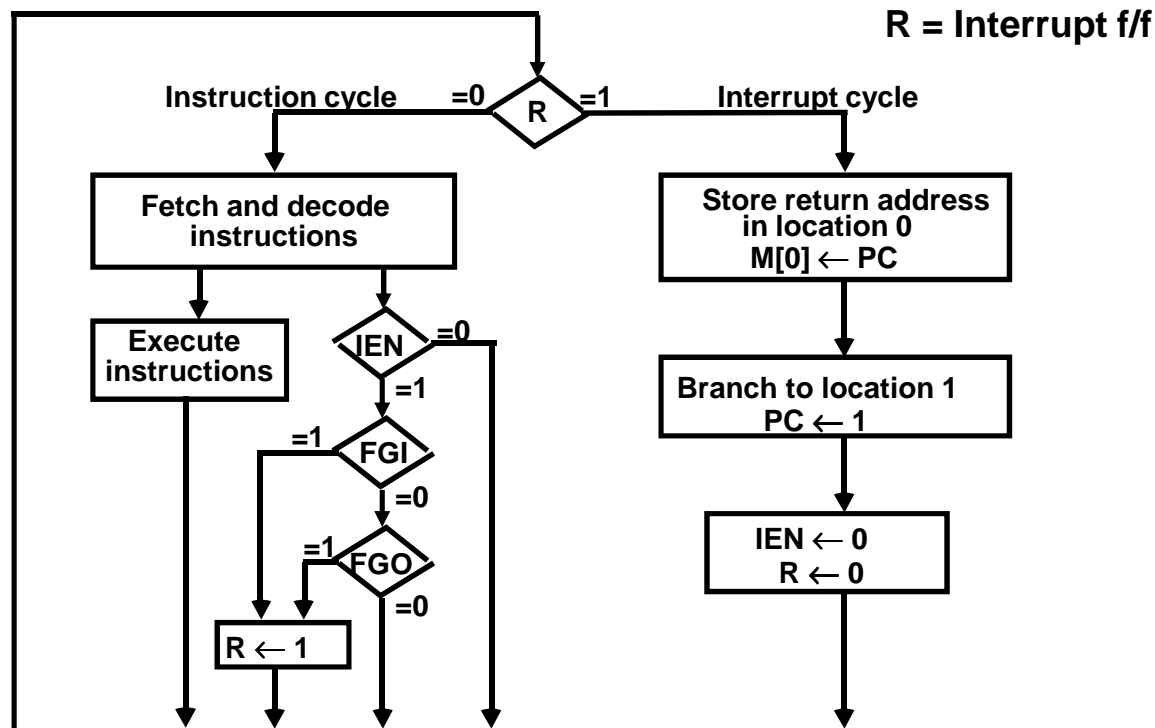 R = Interrupt f/f
Instruction cycle
=0
R
=1
Interrupt cycle
Fetch and decode
instructions
Store return address
in location 0
M[0] ← PC
Execute
instructions
IEN
=0
=1
Branch to location 1
PC ← 1
=1
FGI
=0
=1
FGO
=0
IEN ← 0
R ← 0
R ← 1